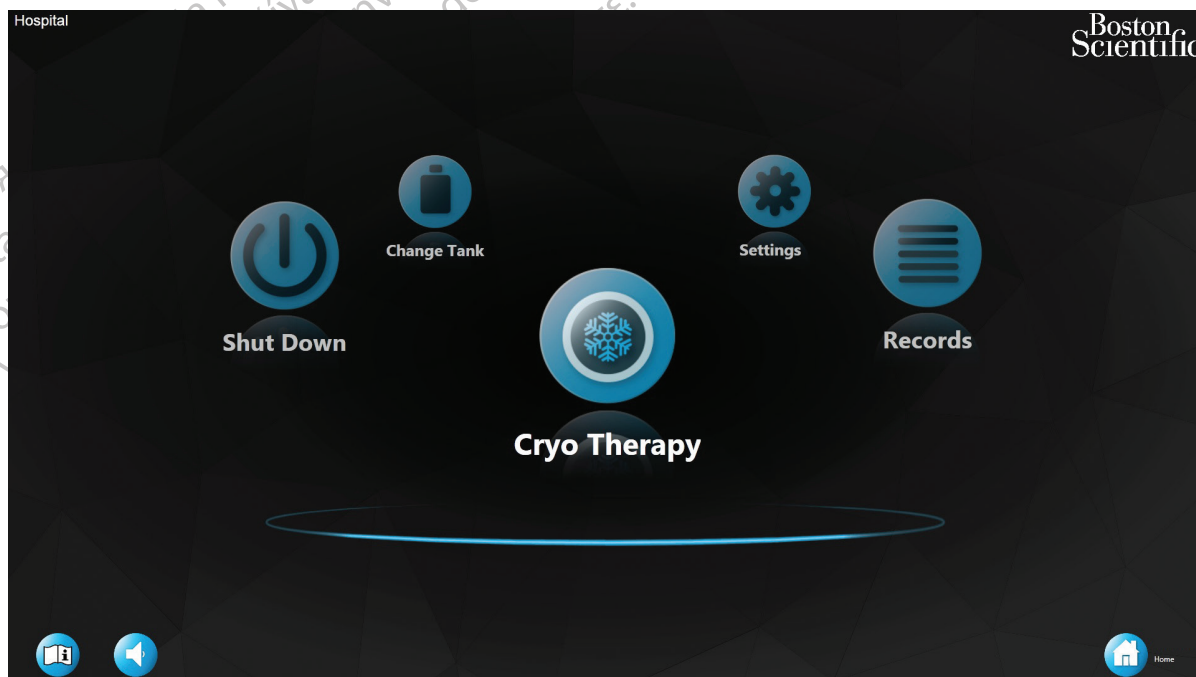 Hospital
Boston
Scientific
Change Tank
Settings
Shut Down
Records
Cryo Therapy
Home